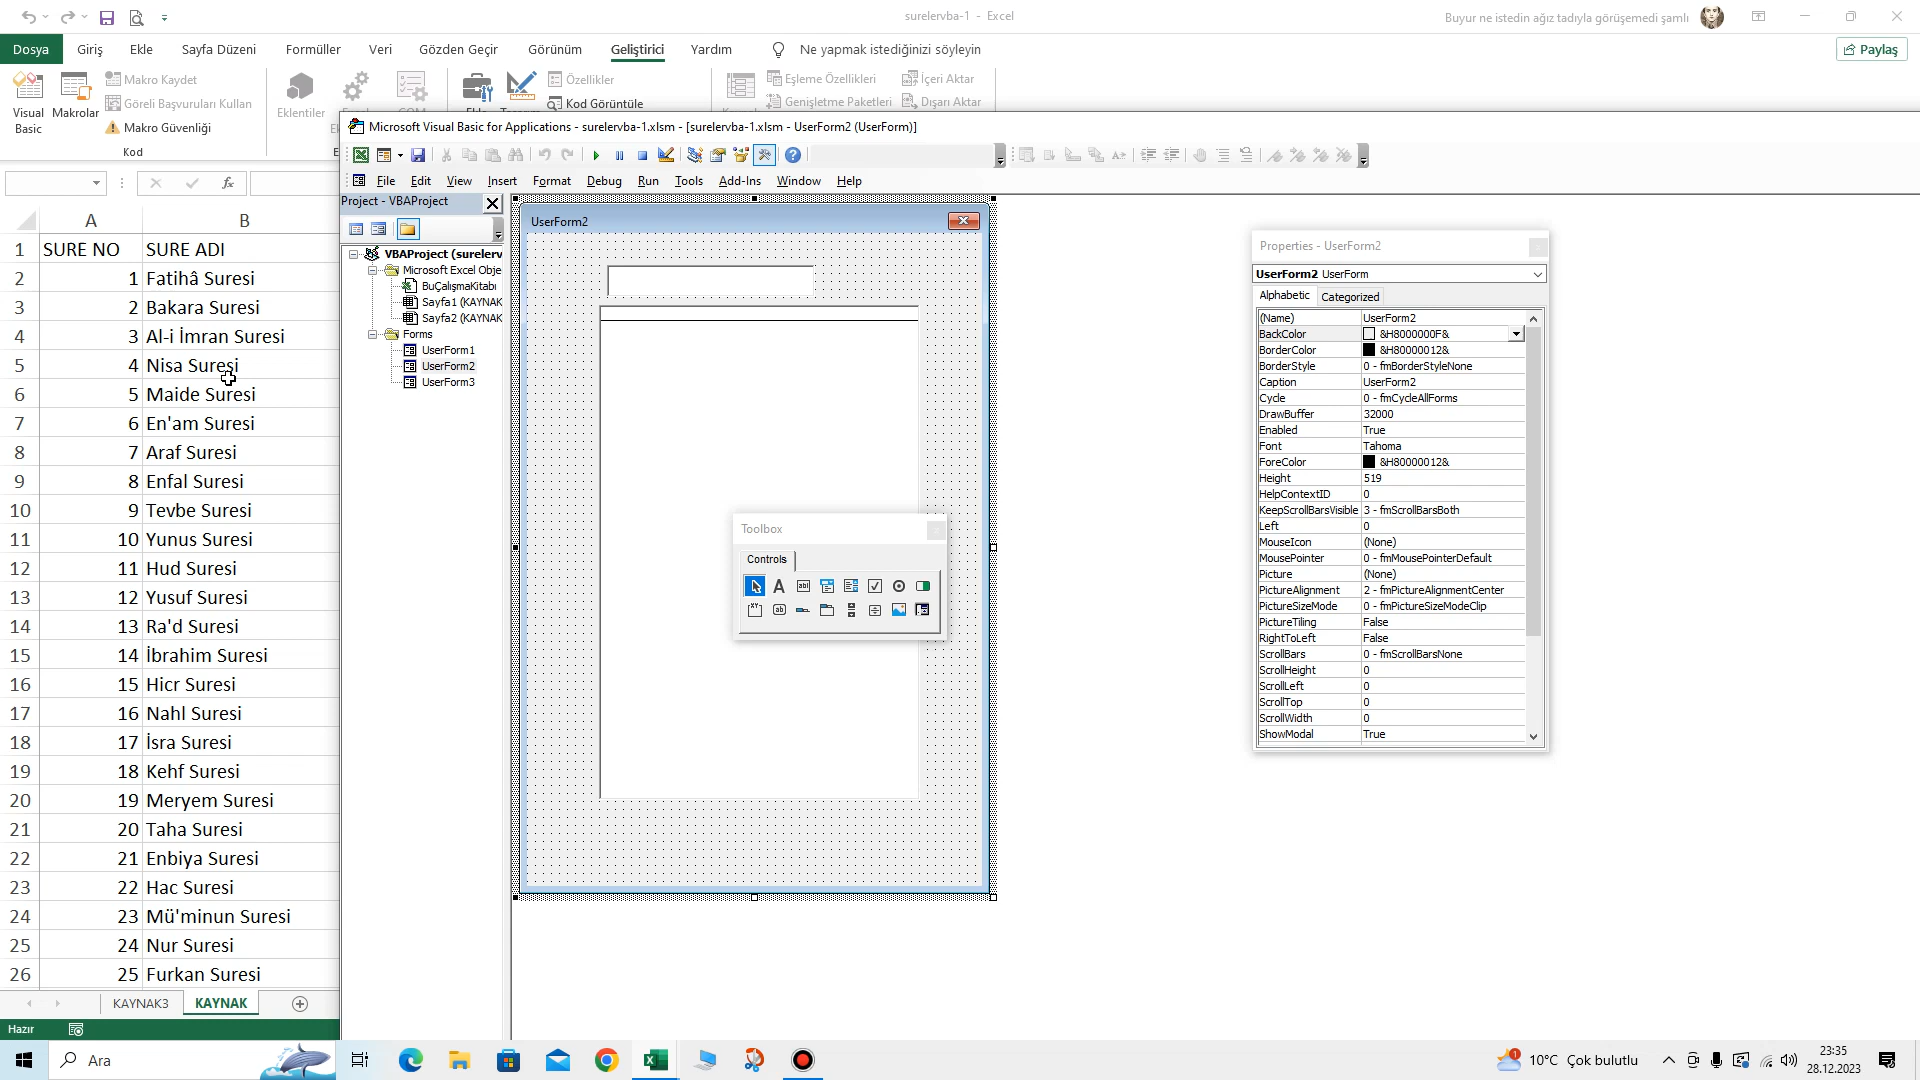 surelervba-1 - Excel
Buyur ne istedin ağız tadıyla görüşemedi şamlı
Dosya Giriş Ekle Sayfa Düzeni Formüller Veri Gözden Geçir Görünüm Geliştirici Yardım Ne yapmak istediğinizi söyleyin Paylaş
Visual Basic
Makrolar
Makro Kaydet
Göreli Başvuruları Kullan
Makro Güvenliği
Kod
Eklentiler
Özellikler
Kod Görüntüle
Eşleme Özellikleri
Genişletme Paketleri
İçeri Aktar
Dışarı Aktar
Microsoft Visual Basic for Applications - surelervba-1.xlsm - [surelervba-1.xlsm - UserForm2 (UserForm)]
File Edit View Insert Format Debug Run Tools Add-Ins Window Help
fx
Project - VBAProject
VBAProject (surelerv
Microsoft Excel Obje
BuÇalışmaKitabı
Sayfa1 (KAYNAK
Sayfa2 (KAYNAK
Forms
UserForm1
UserForm2
UserForm3
A B
1 SURE NO SURE ADI
2 1 Fatihâ Suresi
3 2 Bakara Suresi
4 3 Al-i İmran Suresi
5 4 Nisa Suresi
6 5 Maide Suresi
7 6 En'am Suresi
8 7 Araf Suresi
9 8 Enfal Suresi
10 9 Tevbe Suresi
11 10 Yunus Suresi
12 11 Hud Suresi
13 12 Yusuf Suresi
14 13 Ra'd Suresi
15 14 İbrahim Suresi
16 15 Hicr Suresi
17 16 Nahl Suresi
18 17 İsra Suresi
19 18 Kehf Suresi
20 19 Meryem Suresi
21 20 Taha Suresi
22 21 Enbiya Suresi
23 22 Hac Suresi
24 23 Mü'minun Suresi
25 24 Nur Suresi
26 25 Furkan Suresi
KAYNAK3 KAYNAK
Hazır
UserForm2
Toolbox
Controls
Properties - UserForm2
UserForm2 UserForm
Alphabetic Categorized
(Name) UserForm2
BackColor &H8000000F&
BorderColor &H80000012&
BorderStyle 0 - fmBorderStyleNone
Caption UserForm2
Cycle 0 - fmCycleAllForms
DrawBuffer 32000
Enabled True
Font Tahoma
ForeColor &H80000012&
Height 519
HelpContextID 0
KeepScrollBarsVisible 3 - fmScrollBarsBoth
Left 0
MouseIcon (None)
MousePointer 0 - fmMousePointerDefault
Picture (None)
PictureAlignment 2 - fmPictureAlignmentCenter
PictureSizeMode 0 - fmPictureSizeModeClip
PictureTiling False
RightToLeft False
ScrollBars 0 - fmScrollBarsNone
ScrollHeight 0
ScrollLeft 0
ScrollTop 0
ScrollWidth 0
ShowModal True
Ara
1
10°C Çok bulutlu
23:35
28.12.2023